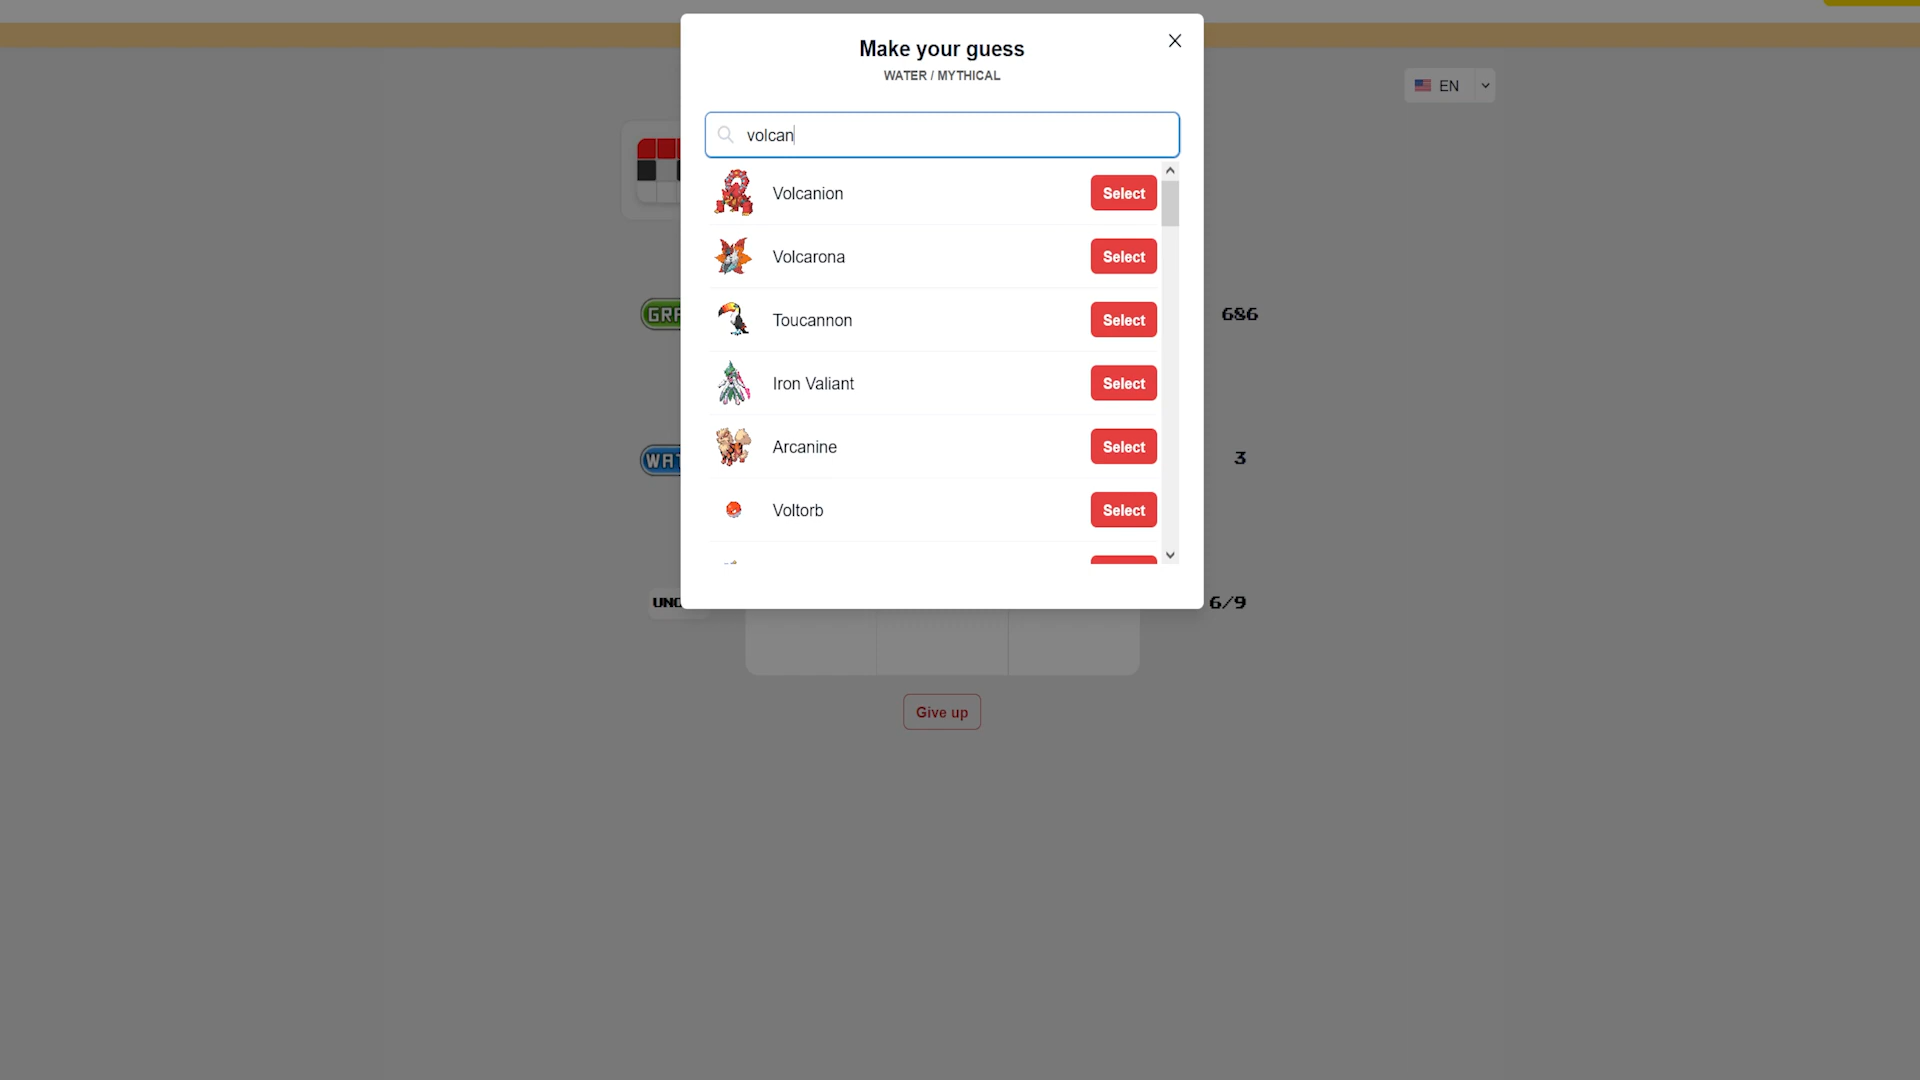 Make your guess
WATER / MYTHICAL
EN
volcan
Volcanion Select
Volcarona Select
Toucannon Select
Iron Valiant Select
Arcanine Select
Voltorb Select
686
3
6/9
Give up